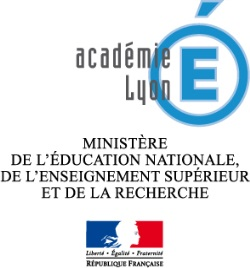 académie
Lyon
É
MINISTÈRE
DE L'ÉDUCATION NATIONALE,
DE L'ENSEIGNEMENT SUPÉRIEUR
ET DE LA RECHERCHE
Liberté • Égalité • Fraternité
RÉPUBLIQUE FRANÇAISE